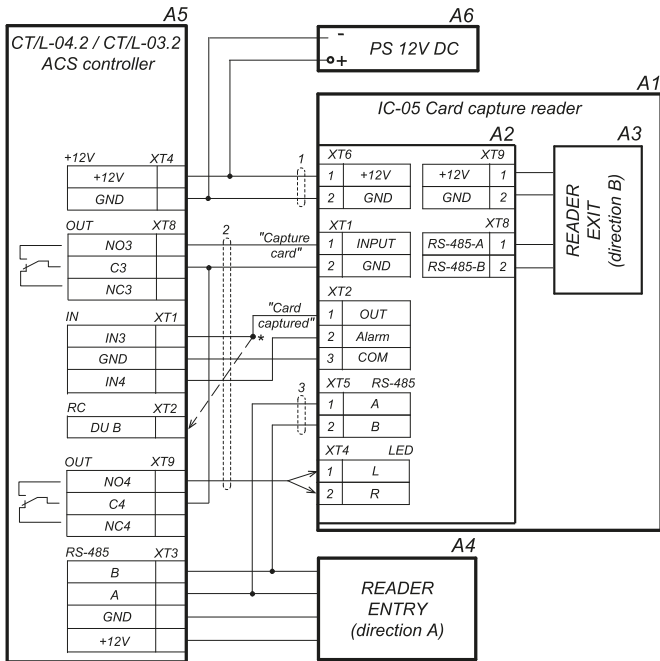 A5
CT/L-04.2 / CT/L-03.2
ACS controller
A6
-
+
PS 12V DC
A1
IC-05 Card capture reader
A2
A3
+12V XT4
+12V
GND
1
XT6
1 +12V
2 GND
XT9
+12V 1
GND 2
READER
EXIT
(direction B)
OUT XT8
NO3
C3
NC3
2
"Capture
card"
XT1
1 INPUT
2 GND
XT8
RS-485-A 1
RS-485-B 2
IN XT1
IN3
GND
IN4
"Card
captured"
*
XT2
1 OUT
2 Alarm
3 COM
RC XT2
DU B
3
XT5 RS-485
1 A
2 B
OUT XT9
NO4
C4
NC4
XT4 LED
1 L
2 R
RS-485 XT3
B
A
GND
+12V
A4
READER
ENTRY
(direction A)